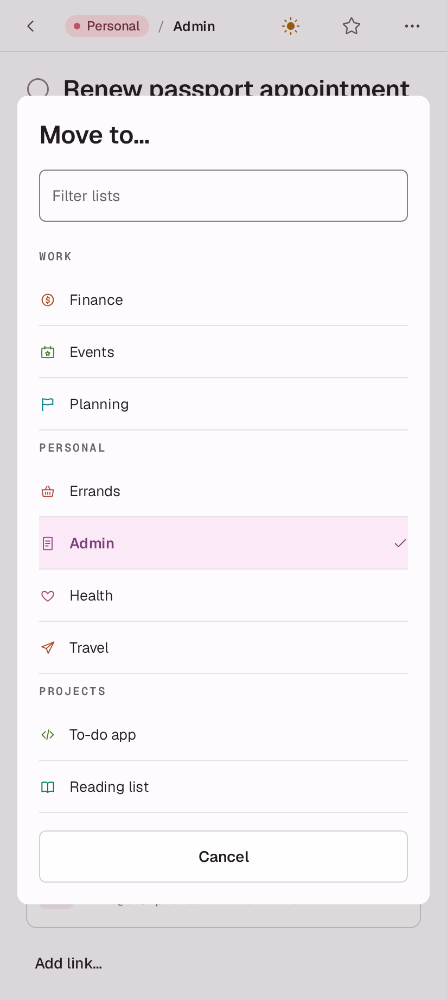 Personal / Admin
Renew passport appointment
Move to...
Filter lists
WORK
Finance
Events
Planning
PERSONAL
Errands
Admin
Health
Travel
PROJECTS
To-do app
Reading list
Cancel
Add link...